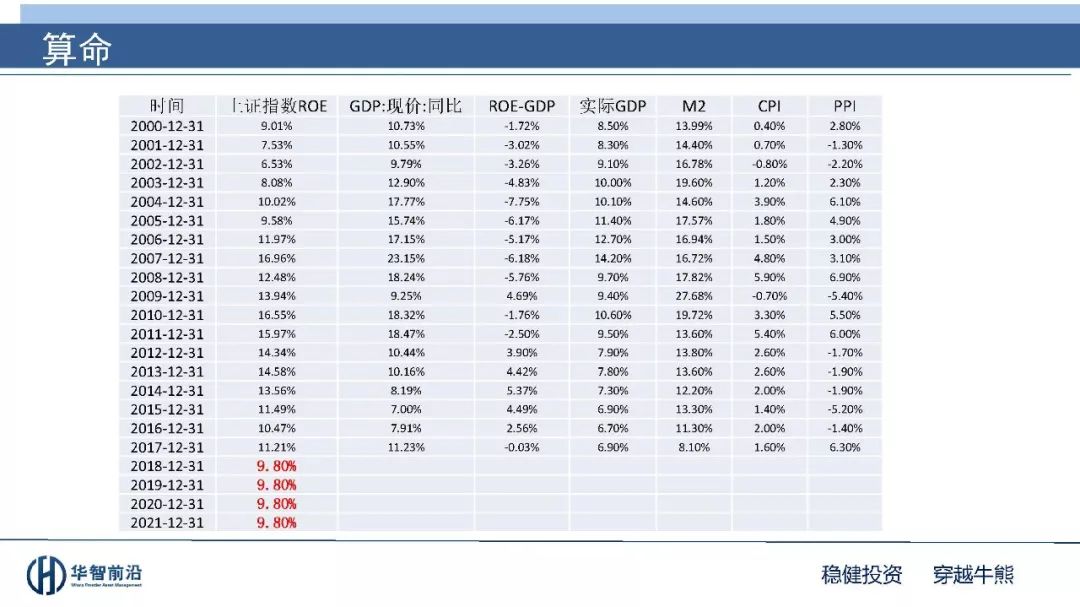 算命
时间 上证指数ROE GDP:现价:同比 ROE-GDP 实际GDP M2 CPI PPI
2000-12-31 9.01% 10.73% -1.72% 8.50% 13.99% 0.40% 2.80%
2001-12-31 7.53% 10.55% -3.02% 8.30% 14.40% 0.70% -1.30%
2002-12-31 6.53% 9.79% -3.26% 9.10% 16.78% -0.80% -2.20%
2003-12-31 8.08% 12.90% -4.83% 10.00% 19.60% 1.20% 2.30%
2004-12-31 10.02% 17.77% -7.75% 10.10% 14.60% 3.90% 6.10%
2005-12-31 9.58% 15.74% -6.17% 11.40% 17.57% 1.80% 4.90%
2006-12-31 11.97% 17.15% -5.17% 12.70% 16.94% 1.50% 3.00%
2007-12-31 16.96% 23.15% -6.18% 14.20% 16.72% 4.80% 3.10%
2008-12-31 12.48% 18.24% -5.76% 9.70% 17.82% 5.90% 6.90%
2009-12-31 13.94% 9.25% 4.69% 9.40% 27.68% -0.70% -5.40%
2010-12-31 16.55% 18.32% -1.76% 10.60% 19.72% 3.30% 5.50%
2011-12-31 15.97% 18.47% -2.50% 9.50% 13.60% 5.40% 6.00%
2012-12-31 14.34% 10.44% 3.90% 7.90% 13.80% 2.60% -1.70%
2013-12-31 14.58% 10.16% 4.42% 7.80% 13.60% 2.60% -1.90%
2014-12-31 13.56% 8.19% 5.37% 7.30% 12.20% 2.00% -1.90%
2015-12-31 11.49% 7.00% 4.49% 6.90% 13.30% 1.40% -5.20%
2016-12-31 10.47% 7.91% 2.56% 6.70% 11.30% 2.00% -1.40%
2017-12-31 11.21% 11.23% -0.03% 6.90% 8.10% 1.60% 6.30%
2018-12-31 9.80%
2019-12-31 9.80%
2020-12-31 9.80%
2021-12-31 9.80%
华智前沿
稳健投资 穿越牛熊